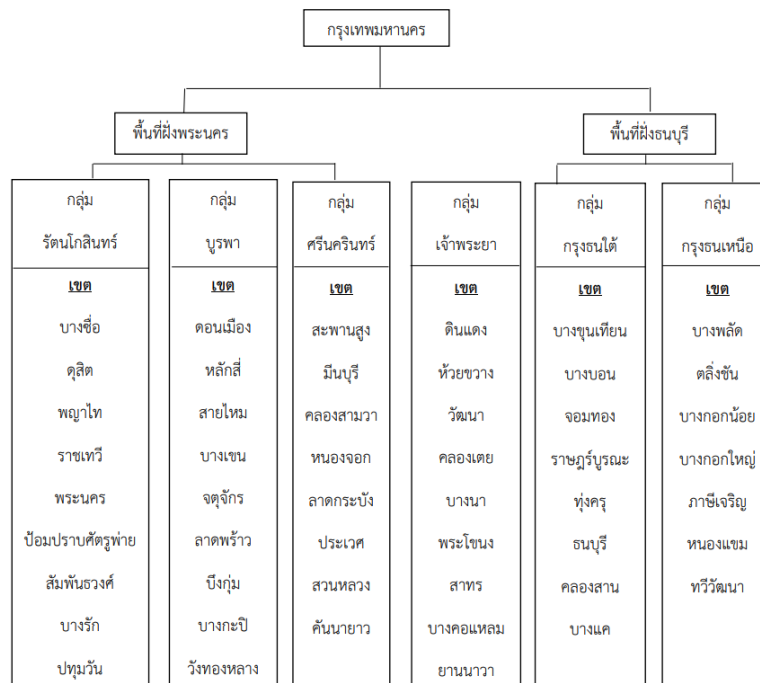 กรุงเทพมหานคร
พื้นที่ฝั่งพระนคร
พื้นที่ฝั่งธนบุรี
กลุ่ม
รัตนโกสินทร์
เขต
บางซื่อ
ดุสิต
พญาไท
ราชเทวี
พระนคร
ป้อมปราบศัตรูพ่าย
สัมพันธวงศ์
บางรัก
ปทุมวัน
กลุ่ม
บูรพา
เขต
ดอนเมือง
หลักสี่
สายไหม
บางเขน
จตุจักร
ลาดพร้าว
บึงกุ่ม
บางกะปิ
วังทองหลาง
กลุ่ม
ศรีนครินทร์
เขต
สะพานสูง
มีนบุรี
คลองสามวา
หนองจอก
ลาดกระบัง
ประเวศ
สวนหลวง
คันนายาว
กลุ่ม
เจ้าพระยา
เขต
ดินแดง
ห้วยขวาง
วัฒนา
คลองเตย
บางนา
พระโขนง
สาทร
บางคอแหลม
ยานนาวา
กลุ่ม
กรุงธนใต้
เขต
บางขุนเทียน
บางบอน
จอมทอง
ราษฎร์บูรณะ
ทุ่งครุ
ธนบุรี
คลองสาน
บางแค
กลุ่ม
กรุงธนเหนือ
เขต
บางพลัด
ตลิ่งชัน
บางกอกน้อย
บางกอกใหญ่
ภาษีเจริญ
หนองแขม
ทวีวัฒนา